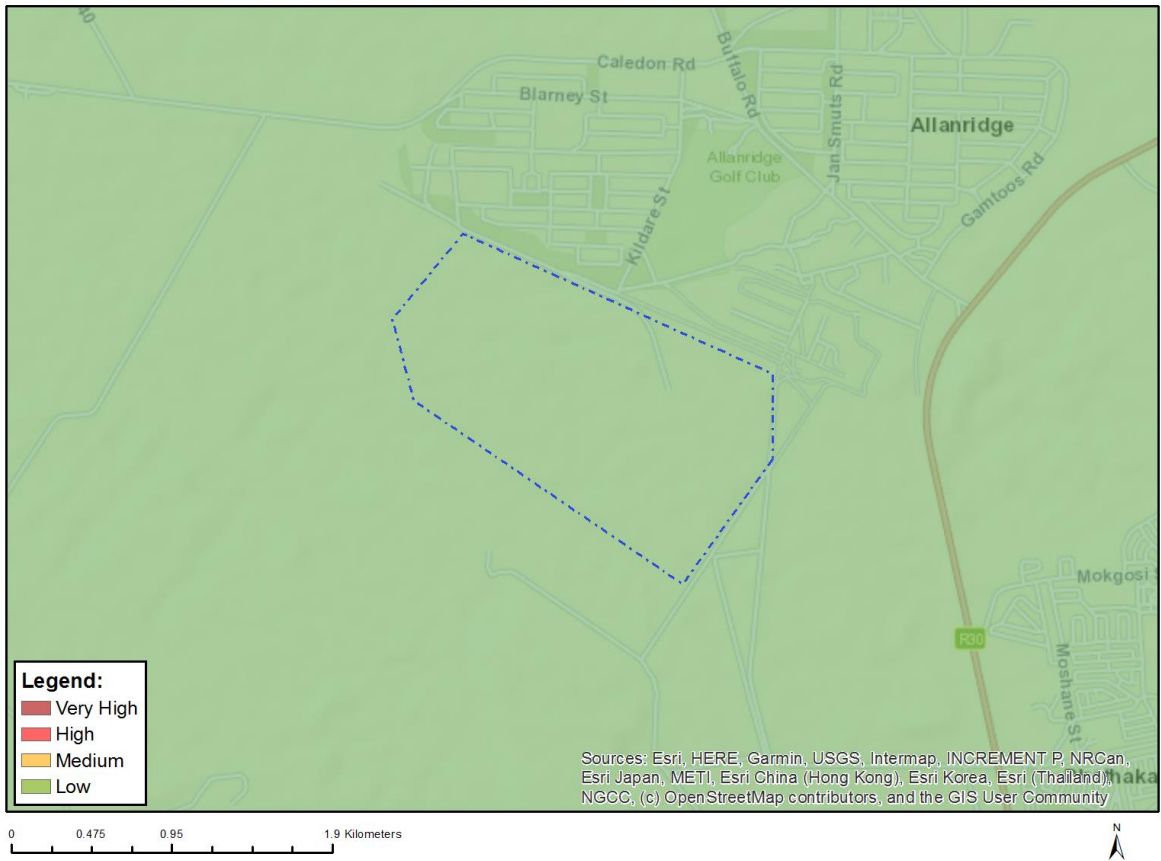 40
Caledon Rd
Buffalo Rd
Blarney St
Jan Smuts Rd
Allanridge
Allanridge
Golf Club
Gamtoos Rd
Kildare St
Mokgosi
R30
Moshane St
Legend:
Very High
High
Medium
Low
Sources: Esri, HERE, Garmin, USGS, Intermap, INCREMENT P, NRCan,
Esri Japan, METI, Esri China (Hong Kong), Esri Korea, Esri (Thailand),
NGCC, (c) OpenStreetMap contributors, and the GIS User Community
0 0.475 0.95 1.9 Kilometers
N